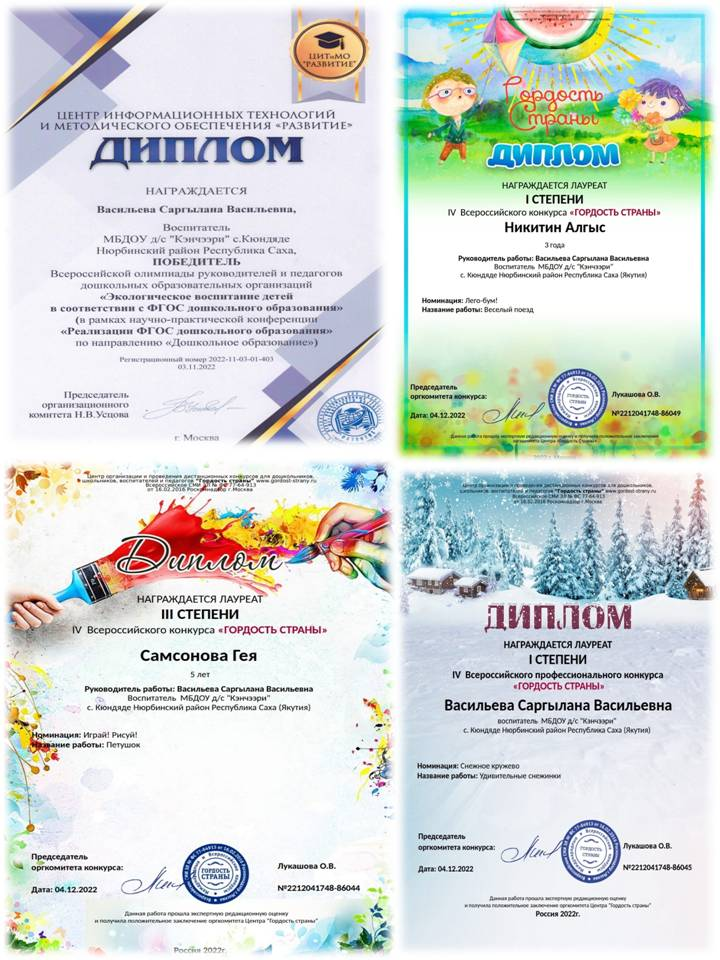 ЦИТиМО
"РАЗВИТИЕ"
ЦЕНТР ИНФОРМАЦИОННЫХ ТЕХНОЛОГИЙ
И МЕТОДИЧЕСКОГО ОБЕСПЕЧЕНИЯ «РАЗВИТИЕ»
ДИПЛОМ
НАГРАЖДАЕТСЯ
Васильева Саргылана Васильевна,
Воспитатель
МБДОУ д/с "Кэнчээри" с.Кюндяде
Нюрбинский район Республика Саха,
ПОБЕДИТЕЛЬ
Всероссийской олимпиады руководителей и педагогов
дошкольных образовательных организаций
«Экологическое воспитание детей
в соответствии с ФГОС дошкольного образования»
(в рамках научно-практической конференции
«Реализации ФГОС дошкольного образования»
по направлению «Дошкольное образование»)
Регистрационный номер 2022-11-03-01-403
03.11.2022
Председатель
организационного
комитета Н.В.Усцова
г. Москва
Гордость
Страны
ДИПЛОМ
НАГРАЖДАЕТСЯ ЛАУРЕАТ
I СТЕПЕНИ
IV Всероссийского конкурса «ГОРДОСТЬ СТРАНЫ»
Никитин Алгыс
3 года
Руководитель работы: Васильева Саргылана Васильевна
Воспитатель МБДОУ д/с "Кэнчээри"
с. Кюндяде Нюрбинский район Республика Саха (Якутия)
Номинация: Лего-бум!
Название работы: Веселый поезд
Председатель
оргкомитета конкурса:
Лукашова О.В.
Дата: 04.12.2022
№2212041748-86049
ГОРДОСТЬ
СТРАНЫ
Данная работа прошла экспертную редакционную оценку и получила положительное заключение
оргкомитета Центра "Гордость страны"
Центр организации и проведения дистанционных конкурсов для дошкольников,
школьников, воспитателей и педагогов "Гордость страны" www.gordost-strany.ru
Всероссийское СМИ ЭЛ № ФС 77-64-913
от 16.02.2016 Роскомнадзор г.Москва
Диплом
НАГРАЖДАЕТСЯ ЛАУРЕАТ
III СТЕПЕНИ
IV Всероссийского конкурса «ГОРДОСТЬ СТРАНЫ»
Самсонова Гея
5 лет
Руководитель работы: Васильева Саргылана Васильевна
Воспитатель МБДОУ д/с "Кэнчээри"
с. Кюндяде Нюрбинский район Республика Саха (Якутия)
Номинация: Играй! Рисуй!
Название работы: Петушок
Председатель
оргкомитета конкурса:
Лукашова О.В.
Дата: 04.12.2022
№2212041748-86044
ГОРДОСТЬ
СТРАНЫ
Данная работа прошла экспертную редакционную оценку
и получила положительное заключение оргкомитета Центра "Гордость страны"
Россия 2022г.
Центр организации и проведения дистанционных конкурсов для дошкольников,
школьников, воспитателей и педагогов "Гордость страны" www.gordost-strany.ru
Всероссийское СМИ ЭЛ № ФС 77-64-913
от 16.02.2016 Роскомнадзор г.Москва
ДИПЛОМ
НАГРАЖДАЕТСЯ ЛАУРЕАТ
I СТЕПЕНИ
IV Всероссийского профессионального конкурса
«ГОРДОСТЬ СТРАНЫ»
Васильева Саргылана Васильевна
воспитатель МБДОУ д/с "Кэнчээри"
с. Кюндяде Нюрбинский район Республика Саха (Якутия)
Номинация: Снежное кружево
Название работы: Удивительные снежинки
Председатель
оргкомитета конкурса:
Лукашова О.В.
Дата: 04.12.2022
№2212041748-86045
ГОРДОСТЬ
СТРАНЫ
Данная работа прошла экспертную редакционную оценку
и получила положительное заключение оргкомитета Центра "Гордость страны"
Россия 2022г.